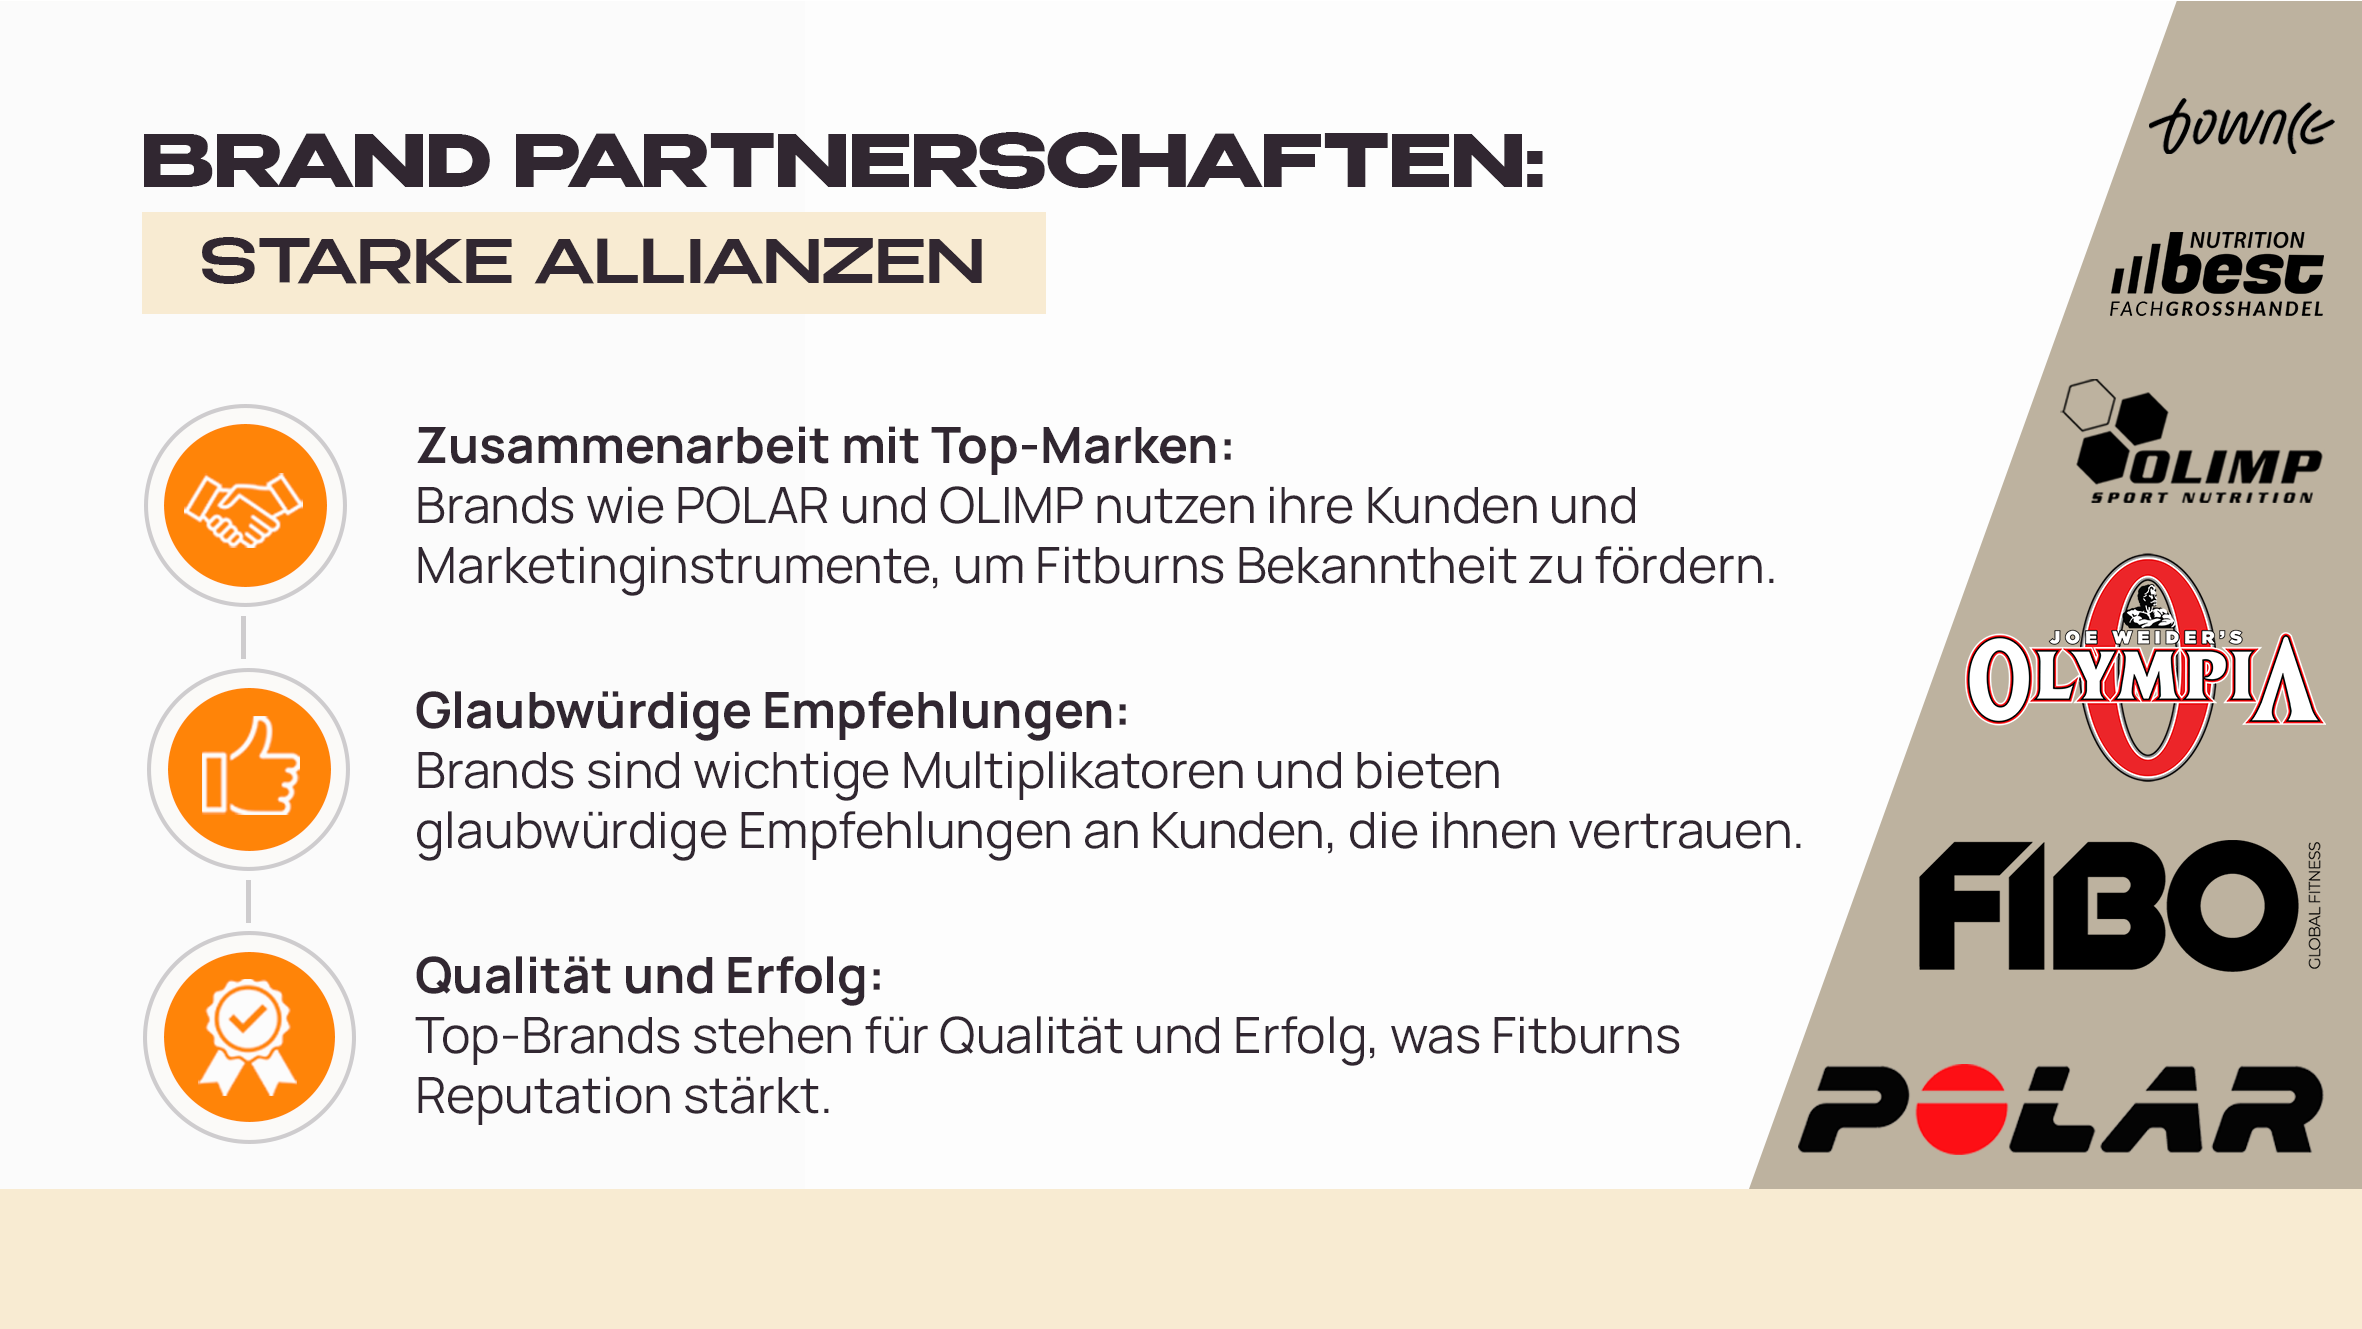 BRAND PARTNERSCHAFTEN:
STARKE ALLIANZEN
Zusammenarbeit mit Top-Marken:
Brands wie POLAR und OLIMP nutzen ihre Kunden und
Marketinginstrumente, um Fitburns Bekanntheit zu fördern.
Glaubwürdige Empfehlungen:
Brands sind wichtige Multiplikatoren und bieten
glaubwürdige Empfehlungen an Kunden, die ihnen vertrauen.
Qualität und Erfolg:
Top-Brands stehen für Qualität und Erfolg, was Fitburns
Reputation stärkt.
bownce
NUTRITION
best
FACHGROSSHANDEL
OLIMP
SPORT NUTRITION
JOE WEIDER'S
OLYMPIA
FIBO
GLOBAL FITNESS
POLAR